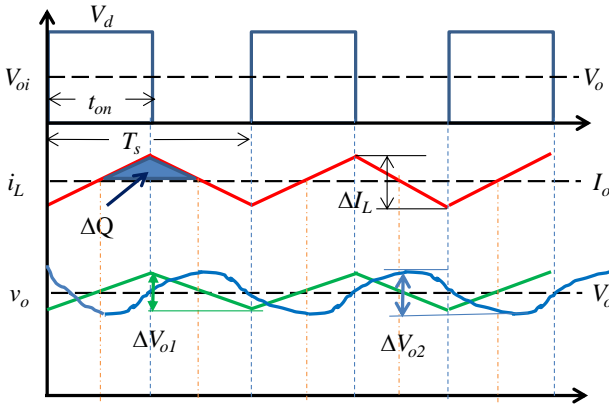 V_d
V_oi
V_o
t_on
T_s
i_L
I_o
ΔI_L
ΔQ
v_o
V_o
ΔV_o1
ΔV_o2